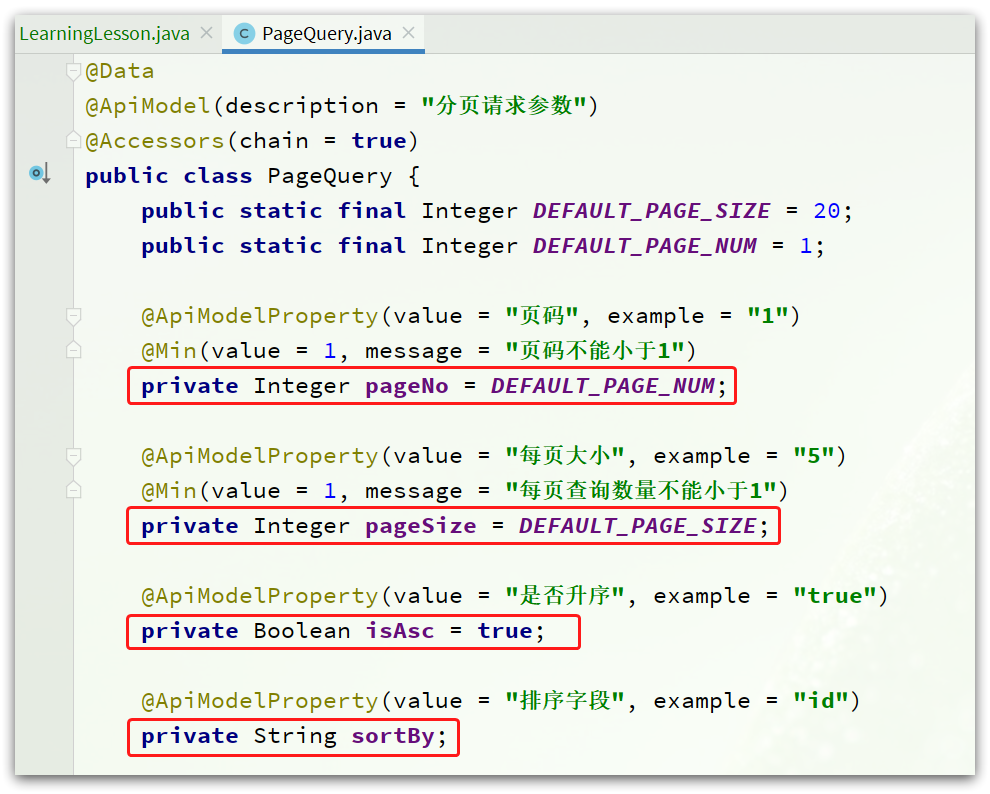 LearningLesson.java PageQuery.java
@Data
@ApiModel(description = "分页请求参数")
@Accessors(chain = true)
public class PageQuery {
    public static final Integer DEFAULT_PAGE_SIZE = 20;
    public static final Integer DEFAULT_PAGE_NUM = 1;
    @ApiModelProperty(value = "页码", example = "1")
    @Min(value = 1, message = "页码不能小于1")
    private Integer pageNo = DEFAULT_PAGE_NUM;
    @ApiModelProperty(value = "每页大小", example = "5")
    @Min(value = 1, message = "每页查询数量不能小于1")
    private Integer pageSize = DEFAULT_PAGE_SIZE;
    @ApiModelProperty(value = "是否升序", example = "true")
    private Boolean isAsc = true;
    @ApiModelProperty(value = "排序字段", example = "id")
    private String sortBy;